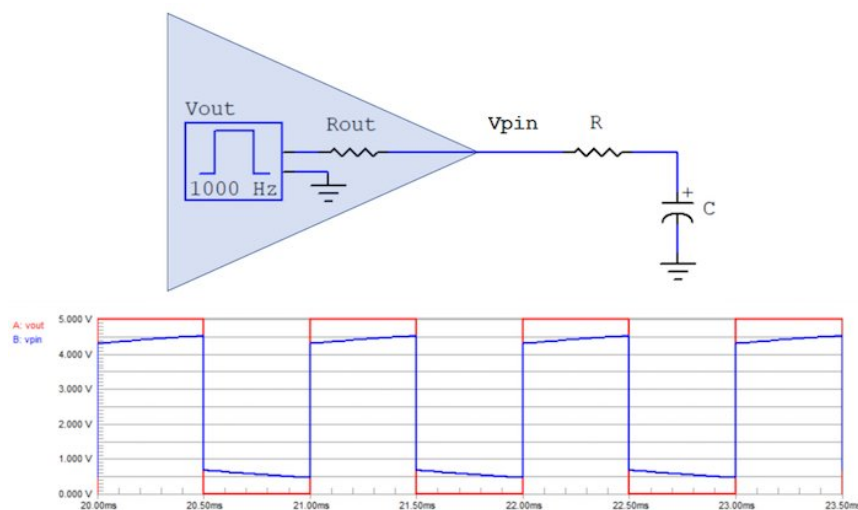 Vout
Rout
Vpin
R
1000 Hz
+
C
A: vout
B: vpin
5.000 V
4.000 V
3.000 V
2.000 V
1.000 V
0.000 V
20.00ms
20.50ms
21.00ms
21.50ms
22.00ms
22.50ms
23.00ms
23.50ms